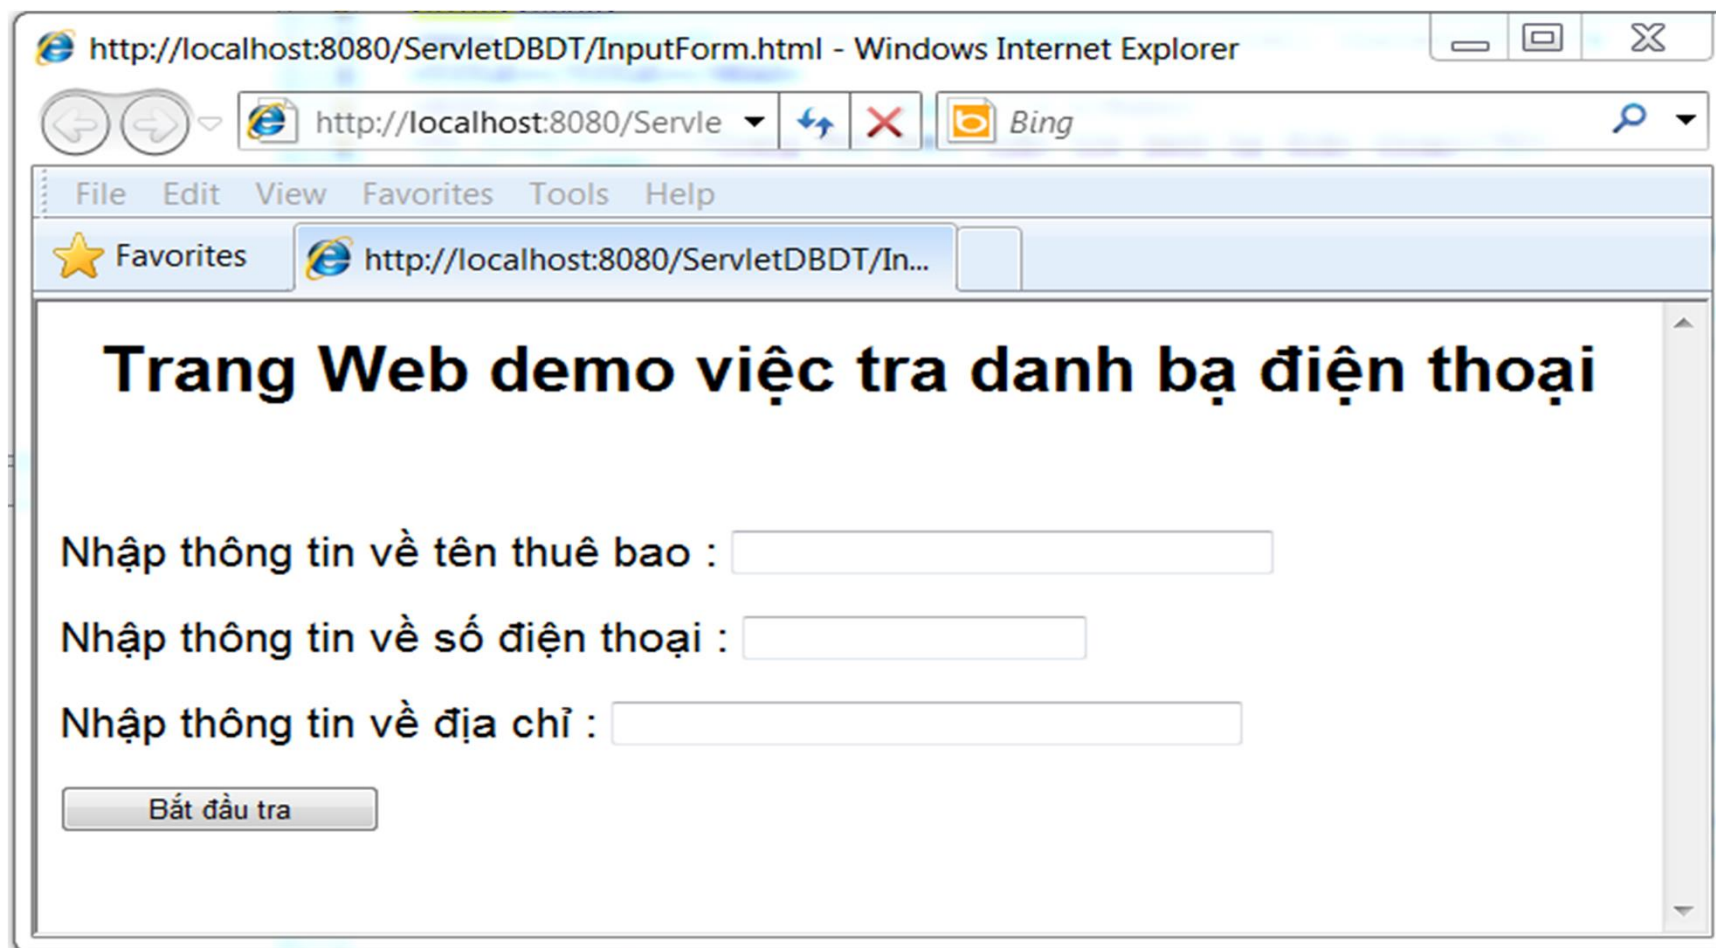 http://localhost:8080/ServletDBDT/InputForm.html - Windows Internet Explorer
http://localhost:8080/Servle
Bing
File Edit View Favorites Tools Help
Favorites
http://localhost:8080/ServletDBDT/In...
Trang Web demo việc tra danh bạ điện thoại
Nhập thông tin về tên thuê bao :
Nhập thông tin về số điện thoại :
Nhập thông tin về địa chỉ :
Bắt đầu tra